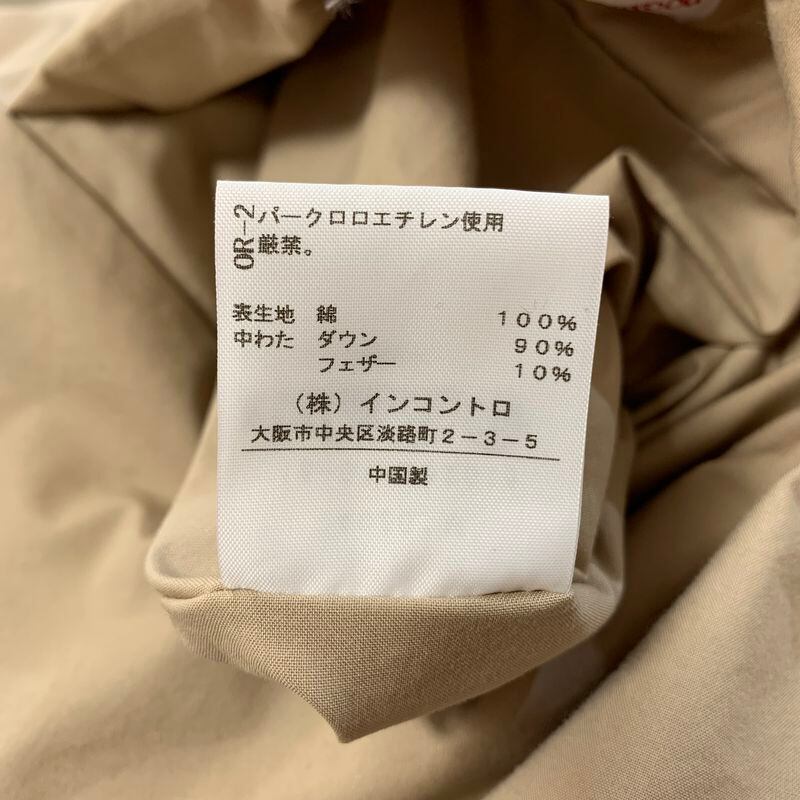 OR-2
パークロロエチレン使用
厳禁。
表生地 綿 100%
中わた ダウン 90%
フェザー 10%
(株)インコントロ
大阪市中央区淡路町2-3-5
中国製